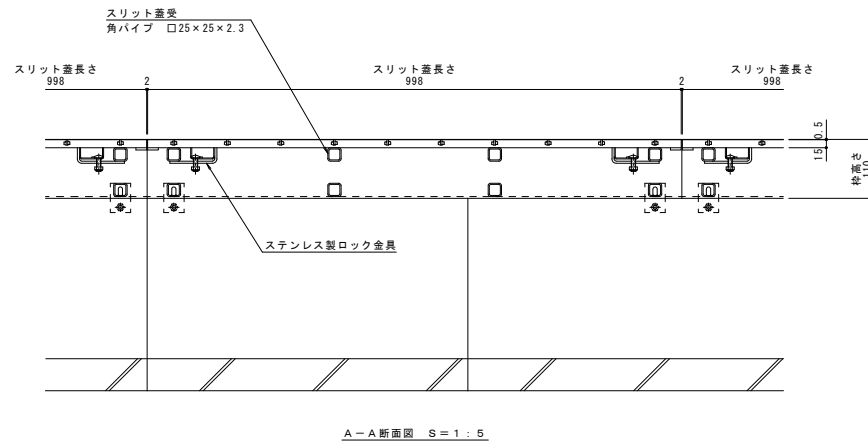 スリット蓋受
角パイプ □25×25×2.3
スリット蓋長さ
998
2
スリット蓋長さ
998
2
スリット蓋長さ
998
0.5
15
枠高さ
110
ステンレス製ロック金具
A－A断面図 S＝1：5